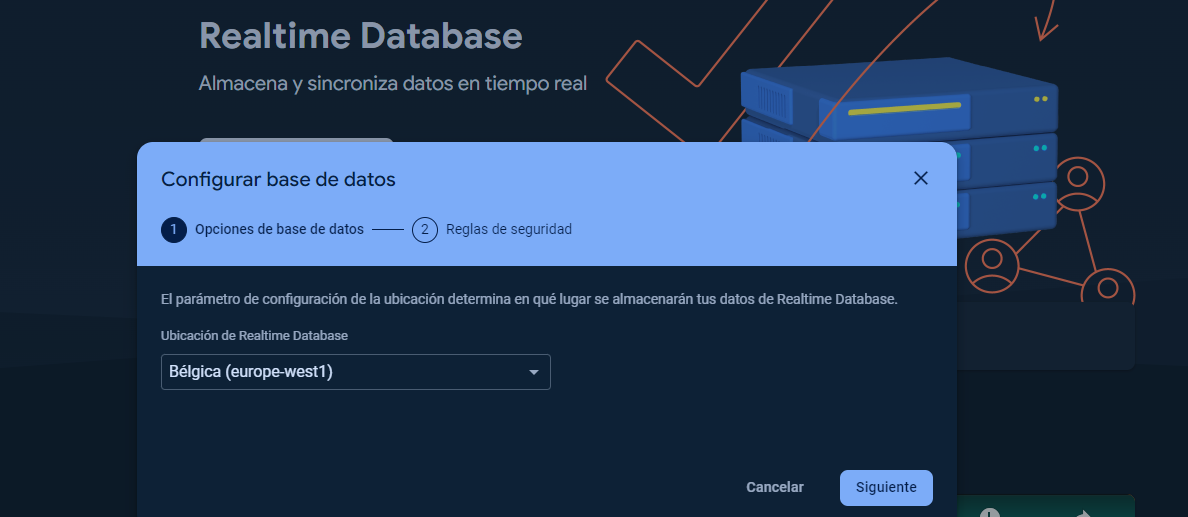 Realtime Database
Almacena y sincroniza datos en tiempo real
Configurar base de datos
1 Opciones de base de datos 2 Reglas de seguridad
El parámetro de configuración de la ubicación determina en qué lugar se almacenarán tus datos de Realtime Database.
Ubicación de Realtime Database
Bélgica (europe-west1)
Cancelar Siguiente